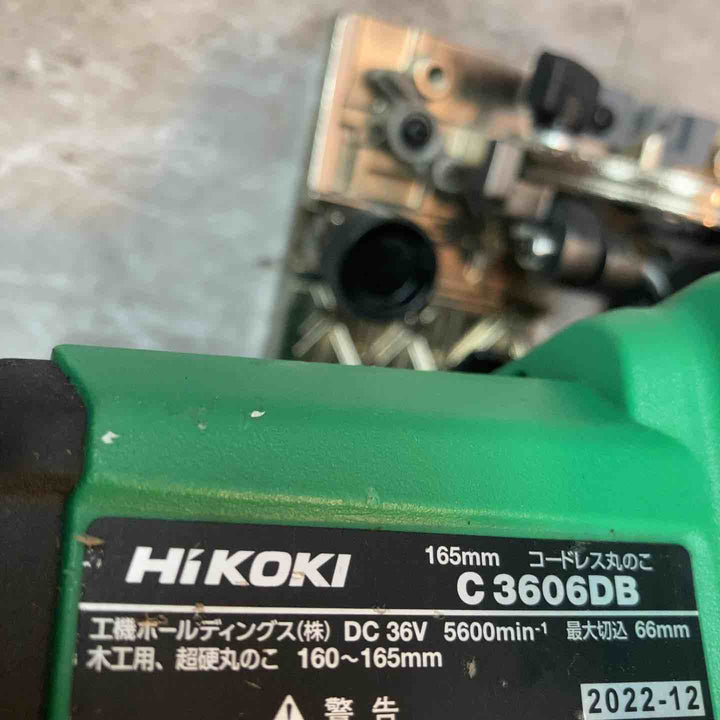 HiKOKI 165mm コードレス丸のこ
C 3606DB
工機ホールディングス(株) DC 36V 5600min⁻¹ 最大切込 66mm
木工用、超硬丸のこ 160～165mm
警告
2022-12